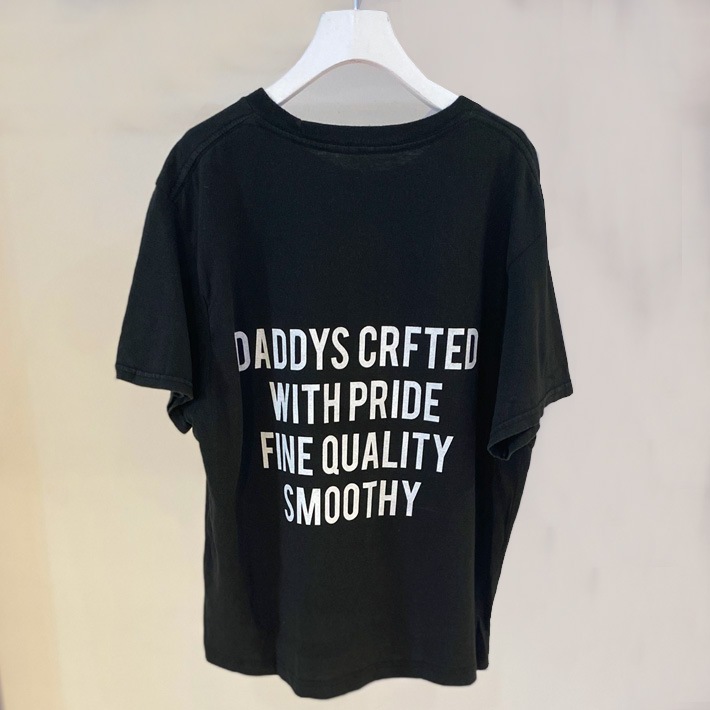 DADDYS CRFTED
WITH PRIDE
FINE QUALITY
SMOOTHY